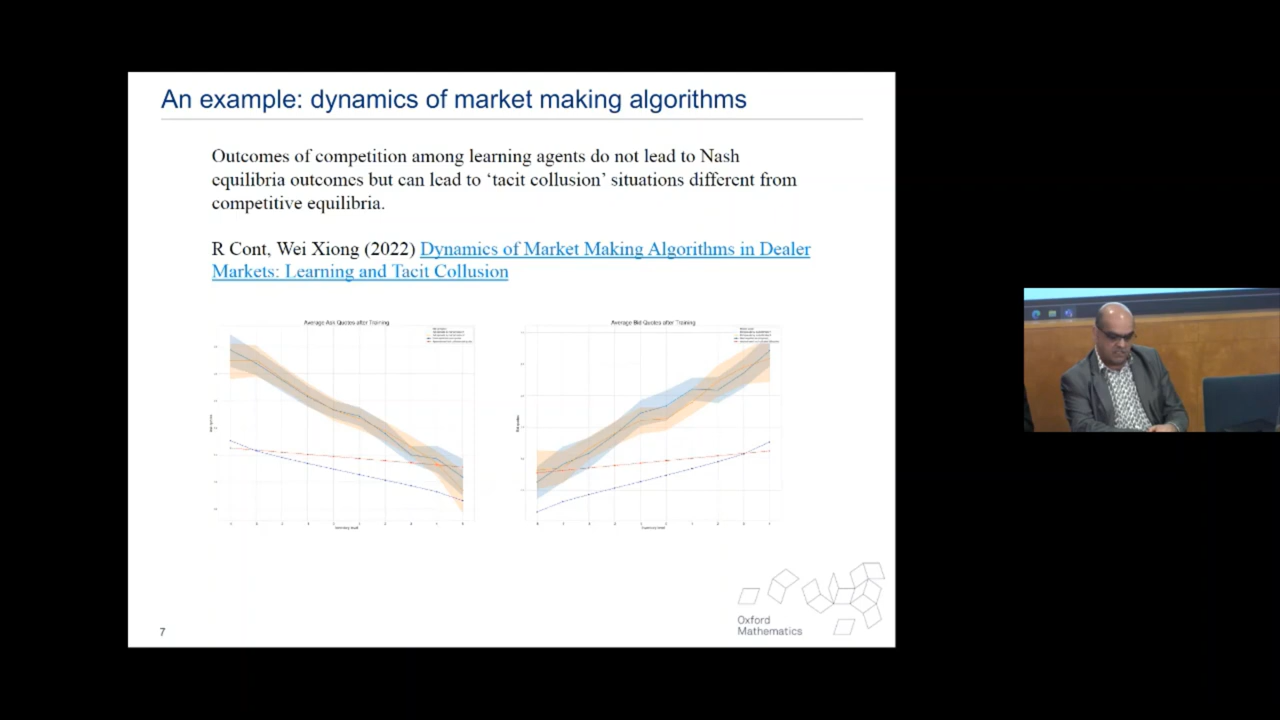 An example: dynamics of market making algorithms
Outcomes of competition among learning agents do not lead to Nash
equilibria outcomes but can lead to ‘tacit collusion’ situations different from
competitive equilibria.
R Cont, Wei Xiong (2022) Dynamics of Market Making Algorithms in Dealer
Markets: Learning and Tacit Collusion
Average Ask Quotes after Training
Average Bid Quotes after Training
Oxford
Mathematics
7